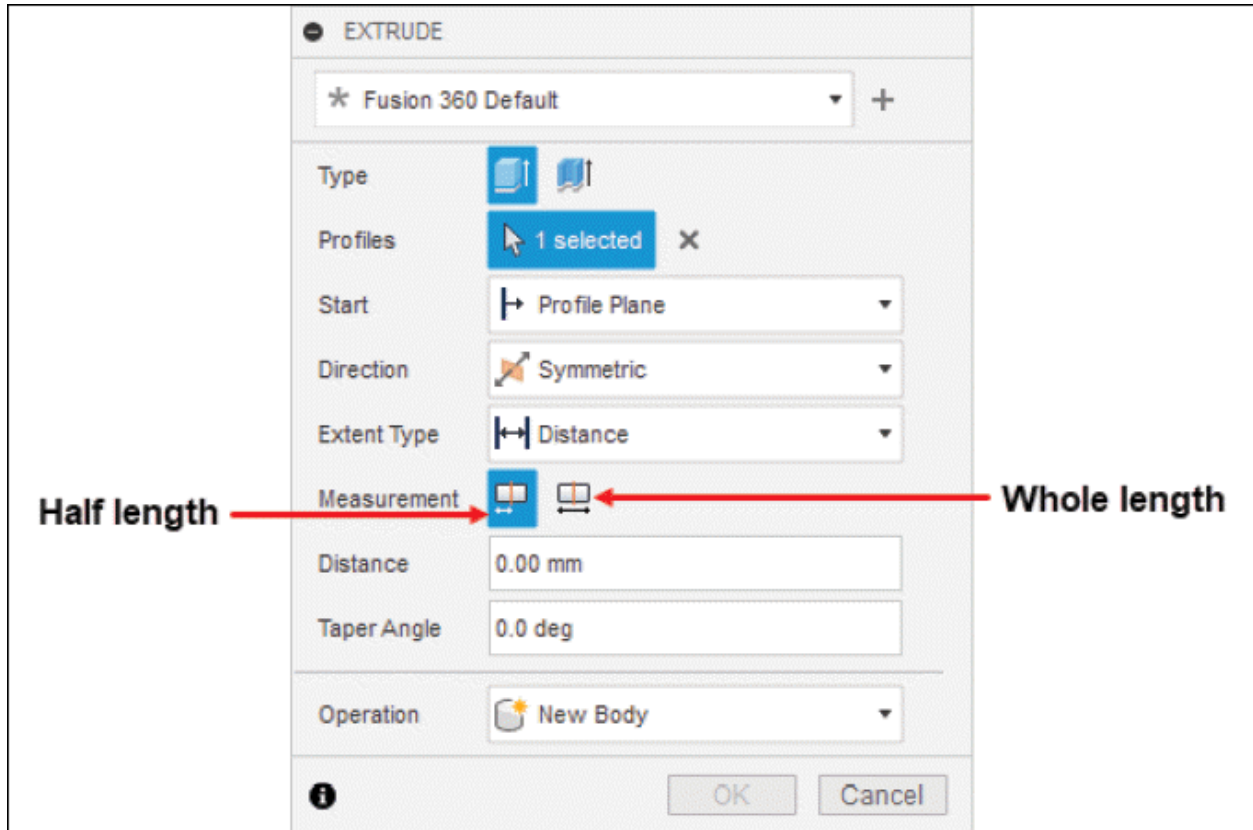 EXTRUDE
Fusion 360 Default
Type
Profiles 1 selected
Start Profile Plane
Direction Symmetric
Extent Type Distance
Half length Measurement Whole length
Distance 0.00 mm
Taper Angle 0.0 deg
Operation New Body
OK Cancel